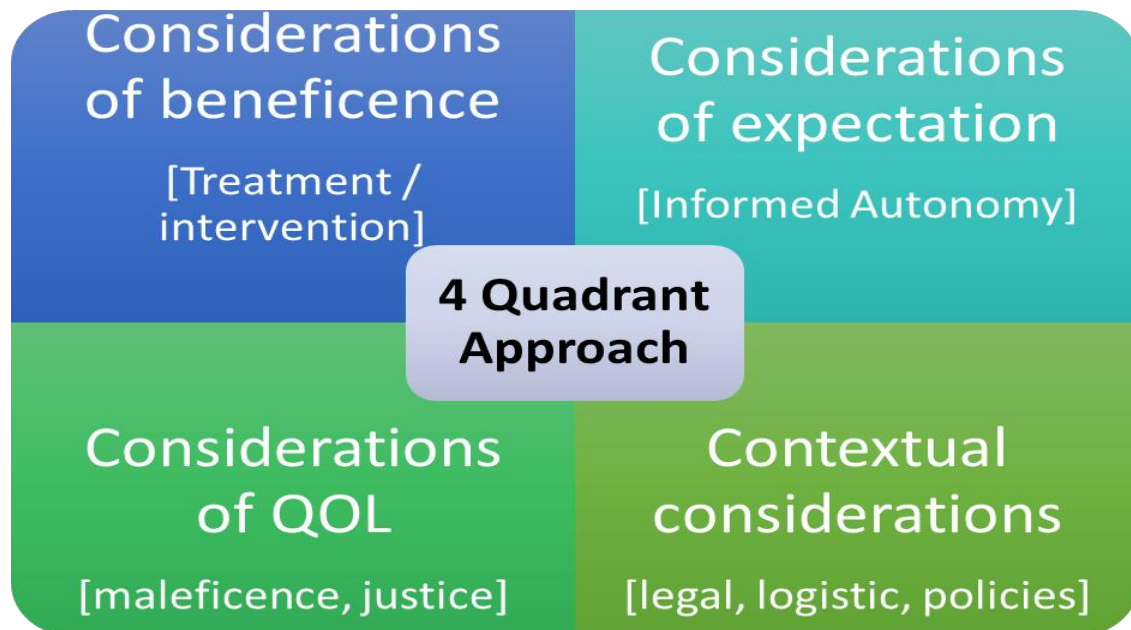 Considerations
of beneficence
[Treatment /
intervention]
Considerations
of expectation
[Informed Autonomy]
4 Quadrant
Approach
Considerations
of QOL
[maleficence, justice]
Contextual
considerations
[legal, logistic, policies]